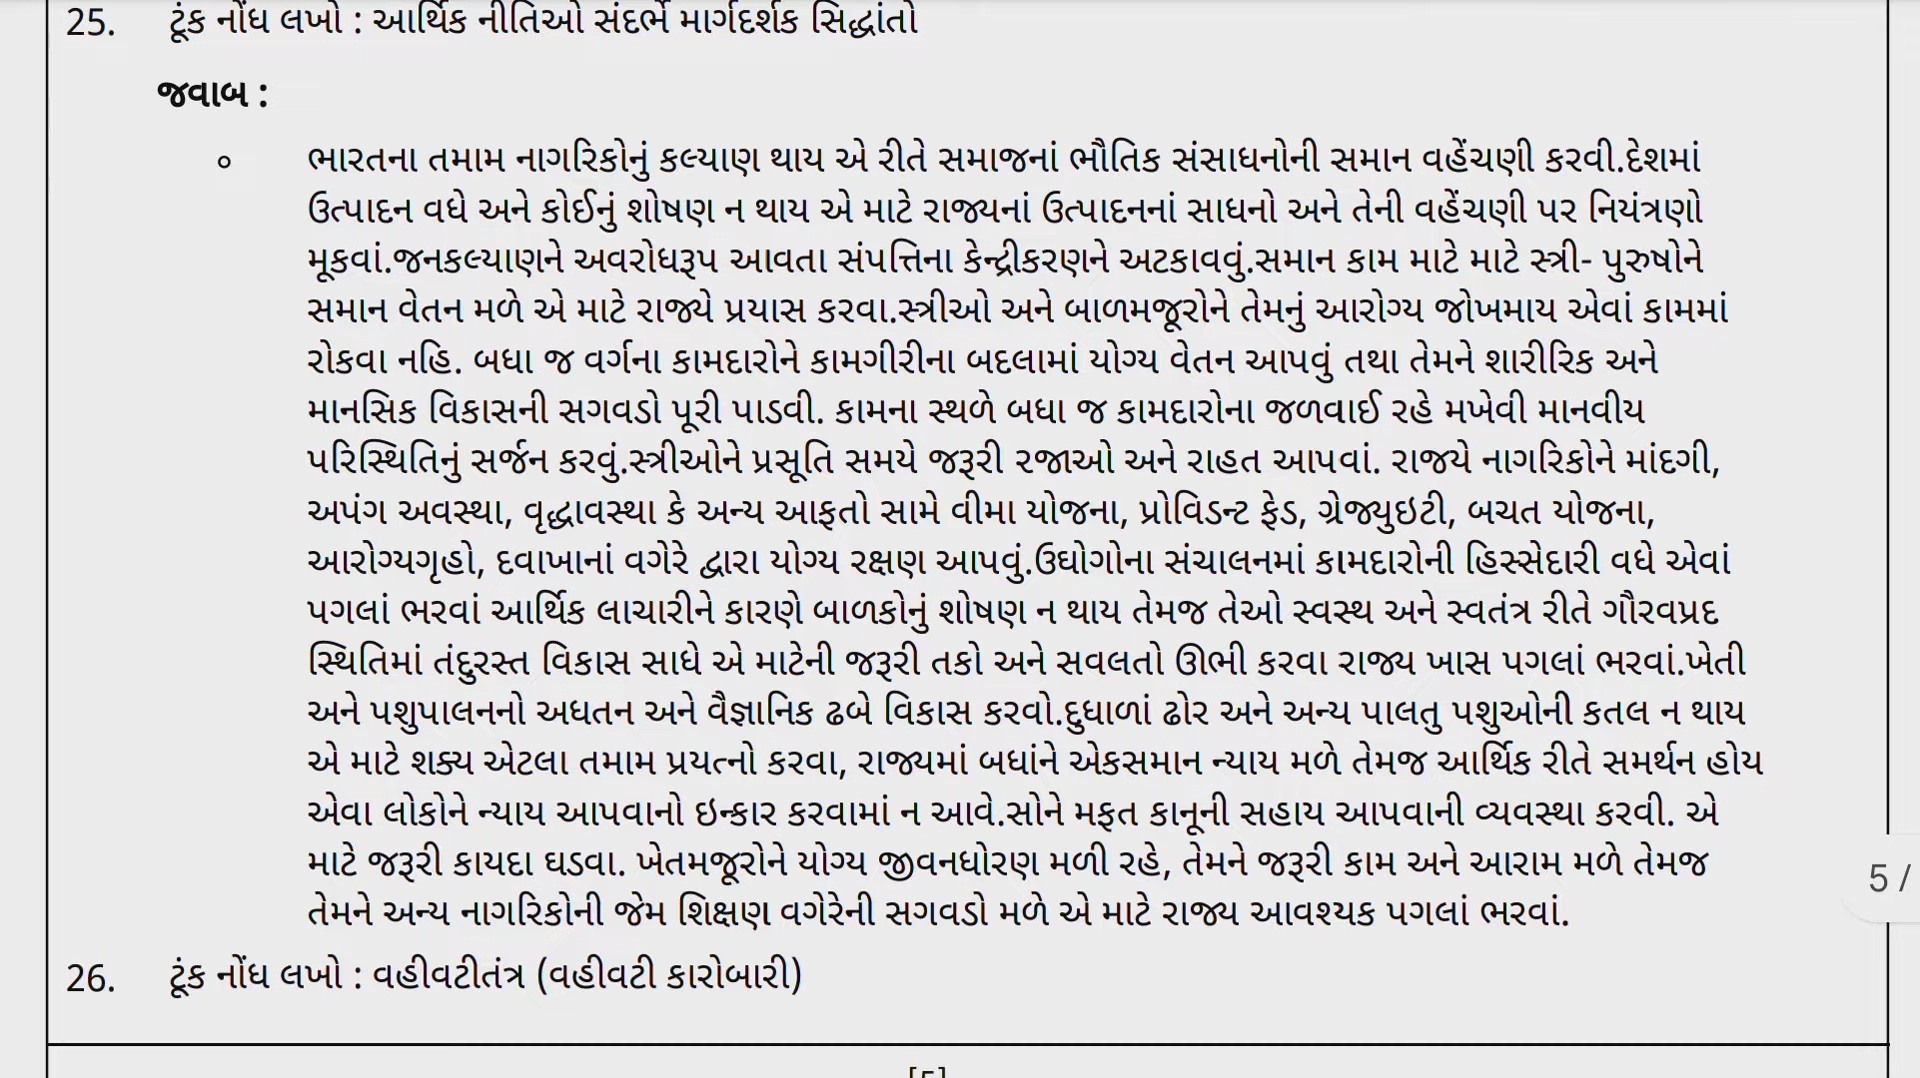 25. ટૂંક નોંધ લખો : આર્થિક નીતિઓ સંદર્ભે માર્ગદર્શક સિદ્ધાંતો
જવાબ :
ભારતના તમામ નાગરિકોનું કલ્યાણ થાય એ રીતે સમાજનાં ભૌતિક સંસાધનોની સમાન વહેંચણી કરવી.દેશમાં
ઉત્પાદન વધે અને કોઈનું શોષણ ન થાય એ માટે રાજ્યનાં ઉત્પાદનનાં સાધનો અને તેની વહેંચણી પર નિયંત્રણો
મૂકવાં.જનકલ્યાણને અવરોધરૂપ આવતા સંપત્તિના કેન્દ્રીકરણને અટકાવવું.સમાન કામ માટે માટે સ્ત્રી- પુરુષોને
સમાન વેતન મળે એ માટે રાજ્યે પ્રયાસ કરવા.સ્ત્રીઓ અને બાળમજૂરોને તેમનું આરોગ્ય જોખમાય એવાં કામમાં
રોકવા નહિ. બધા જ વર્ગના કામદારોને કામગીરીના બદલામાં યોગ્ય વેતન આપવું તથા તેમને શારીરિક અને
માનસિક વિકાસની સગવડો પૂરી પાડવી. કામના સ્થળે બધા જ કામદારોના જળવાઈ રહે મખેવી માનવીય
પરિસ્થિતિનું સર્જન કરવું.સ્ત્રીઓને પ્રસૂતિ સમયે જરૂરી રજાઓ અને રાહત આપવાં. રાજ્યે નાગરિકોને માંદગી,
અપંગ અવસ્થા, વૃદ્ધાવસ્થા કે અન્ય આફતો સામે વીમા યોજના, પ્રોવિડન્ટ ફેડ, ગ્રેજ્યુઇટી, બચત યોજના,
આરોગ્યગૃહો, દવાખાનાં વગેરે દ્વારા યોગ્ય રક્ષણ આપવું.ઉઘોગોના સંચાલનમાં કામદારોની હિસ્સેદારી વધે એવાં
પગલાં ભરવાં આર્થિક લાચારીને કારણે બાળકોનું શોષણ ન થાય તેમજ તેઓ સ્વસ્થ અને સ્વતંત્ર રીતે ગૌરવપ્રદ
સ્થિતિમાં તંદુરસ્ત વિકાસ સાધે એ માટેની જરૂરી તકો અને સવલતો ઊભી કરવા રાજ્ય ખાસ પગલાં ભરવાં.ખેતી
અને પશુપાલનનો અધતન અને વૈજ્ઞાનિક ઢબે વિકાસ કરવો.દુધાળાં ઢોર અને અન્ય પાલતુ પશુઓની કતલ ન થાય
એ માટે શક્ય એટલા તમામ પ્રયત્નો કરવા, રાજ્યમાં બધાંને એકસમાન ન્યાય મળે તેમજ આર્થિક રીતે સમર્થન હોય
એવા લોકોને ન્યાય આપવાનો ઇન્કાર કરવામાં ન આવે.સોને મફત કાનૂની સહાય આપવાની વ્યવસ્થા કરવી. એ
માટે જરૂરી કાયદા ઘડવા. ખેતમજૂરોને યોગ્ય જીવનધોરણ મળી રહે, તેમને જરૂરી કામ અને આરામ મળે તેમજ
તેમને અન્ય નાગરિકોની જેમ શિક્ષણ વગેરેની સગવડો મળે એ માટે રાજ્ય આવશ્યક પગલાં ભરવાં.
5 /
26. ટૂંક નોંધ લખો : વહીવટીતંત્ર (વહીવટી કારોબારી)
[5]